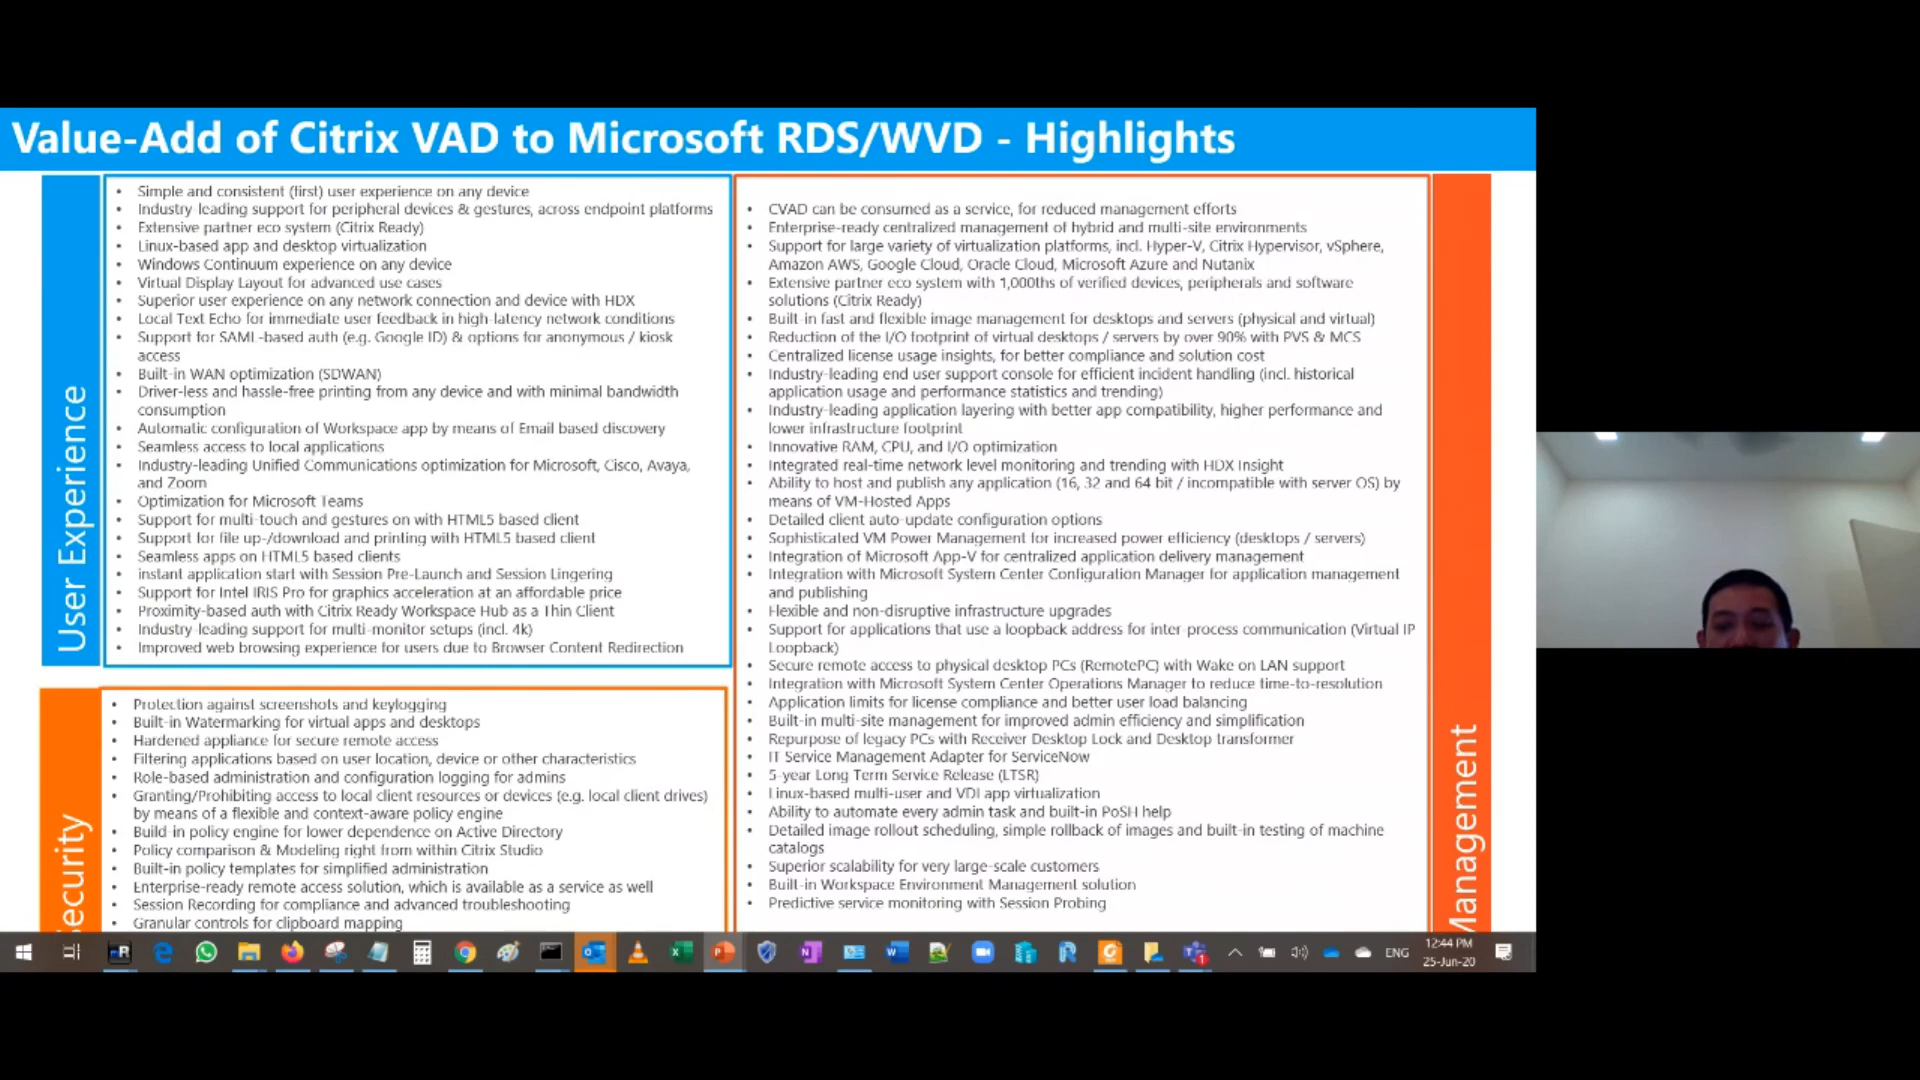 Value-Add of Citrix VAD to Microsoft RDS/WVD - Highlights
User Experience
• Simple and consistent (first) user experience on any device
• Industry-leading support for peripheral devices & gestures, across endpoint platforms
• Extensive partner eco system (Citrix Ready)
• Linux-based app and desktop virtualization
• Windows Continuum experience on any device
• Virtual Display Layout for advanced use cases
• Superior user experience on any network connection and device with HDX
• Local Text Echo for immediate user feedback in high-latency network conditions
• Support for SAML-based auth (e.g. Google ID) & options for anonymous / kiosk
access
• Built-in WAN optimization (SDWAN)
• Driver-less and hassle-free printing from any device and with minimal bandwidth
consumption
• Automatic configuration of Workspace app by means of Email based discovery
• Seamless access to local applications
• Industry-leading Unified Communications optimization for Microsoft, Cisco, Avaya,
and Zoom
• Optimization for Microsoft Teams
• Support for multi-touch and gestures on with HTML5 based client
• Support for file up-/download and printing with HTML5 based client
• Seamless apps on HTML5 based clients
• instant application start with Session Pre-Launch and Session Lingering
• Support for Intel IRIS Pro for graphics acceleration at an affordable price
• Proximity-based auth with Citrix Ready Workspace Hub as a Thin Client
• Industry-leading support for multi-monitor setups (incl. 4k)
• Improved web browsing experience for users due to Browser Content Redirection
Security
• Protection against screenshots and keylogging
• Built-in Watermarking for virtual apps and desktops
• Hardened appliance for secure remote access
• Filtering applications based on user location, device or other characteristics
• Role-based administration and configuration logging for admins
• Granting/Prohibiting access to local client resources or devices (e.g. local client drives)
by means of a flexible and context-aware policy engine
• Build-in policy engine for lower dependence on Active Directory
• Policy comparison & Modeling right from within Citrix Studio
• Built-in policy templates for simplified administration
• Enterprise-ready remote access solution, which is available as a service as well
• Session Recording for compliance and advanced troubleshooting
• Granular controls for clipboard mapping
• CVAD can be consumed as a service, for reduced management efforts
• Enterprise-ready centralized management of hybrid and multi-site environments
• Support for large variety of virtualization platforms, incl. Hyper-V, Citrix Hypervisor, vSphere,
Amazon AWS, Google Cloud, Oracle Cloud, Microsoft Azure and Nutanix
• Extensive partner eco system with 1,000ths of verified devices, peripherals and software
solutions (Citrix Ready)
• Built-in fast and flexible image management for desktops and servers (physical and virtual)
• Reduction of the I/O footprint of virtual desktops / servers by over 90% with PVS & MCS
• Centralized license usage insights, for better compliance and solution cost
• Industry-leading end user support console for efficient incident handling (incl. historical
application usage and performance statistics and trending)
• Industry-leading application layering with better app compatibility, higher performance and
lower infrastructure footprint
• Innovative RAM, CPU, and I/O optimization
• Integrated real-time network level monitoring and trending with HDX Insight
• Ability to host and publish any application (16, 32 and 64 bit / incompatible with server OS) by
means of VM-Hosted Apps
• Detailed client auto-update configuration options
• Sophisticated VM Power Management for increased power efficiency (desktops / servers)
• Integration of Microsoft App-V for centralized application delivery management
• Integration with Microsoft System Center Configuration Manager for application management
and publishing
• Flexible and non-disruptive infrastructure upgrades
• Support for applications that use a loopback address for inter-process communication (Virtual IP
Loopback)
• Secure remote access to physical desktop PCs (RemotePC) with Wake on LAN support
• Integration with Microsoft System Center Operations Manager to reduce time-to-resolution
• Application limits for license compliance and better user load balancing
• Built-in multi-site management for improved admin efficiency and simplification
• Repurpose of legacy PCs with Receiver Desktop Lock and Desktop transformer
• IT Service Management Adapter for ServiceNow
• 5-year Long Term Service Release (LTSR)
• Linux-based multi-user and VDI app virtualization
• Ability to automate every admin task and built-in PoSH help
• Detailed image rollout scheduling, simple rollback of images and built-in testing of machine
catalogs
• Superior scalability for very large-scale customers
• Built-in Workspace Environment Management solution
• Predictive service monitoring with Session Probing
Management
ENG
12:44 PM
25-Jun-20